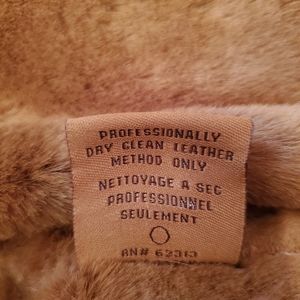 PROFESSIONALLY
DRY CLEAN LEATHER
METHOD ONLY
NETTOYAGE A SEC
PROFESSIONNEL
SEULEMENT
RN# 62313